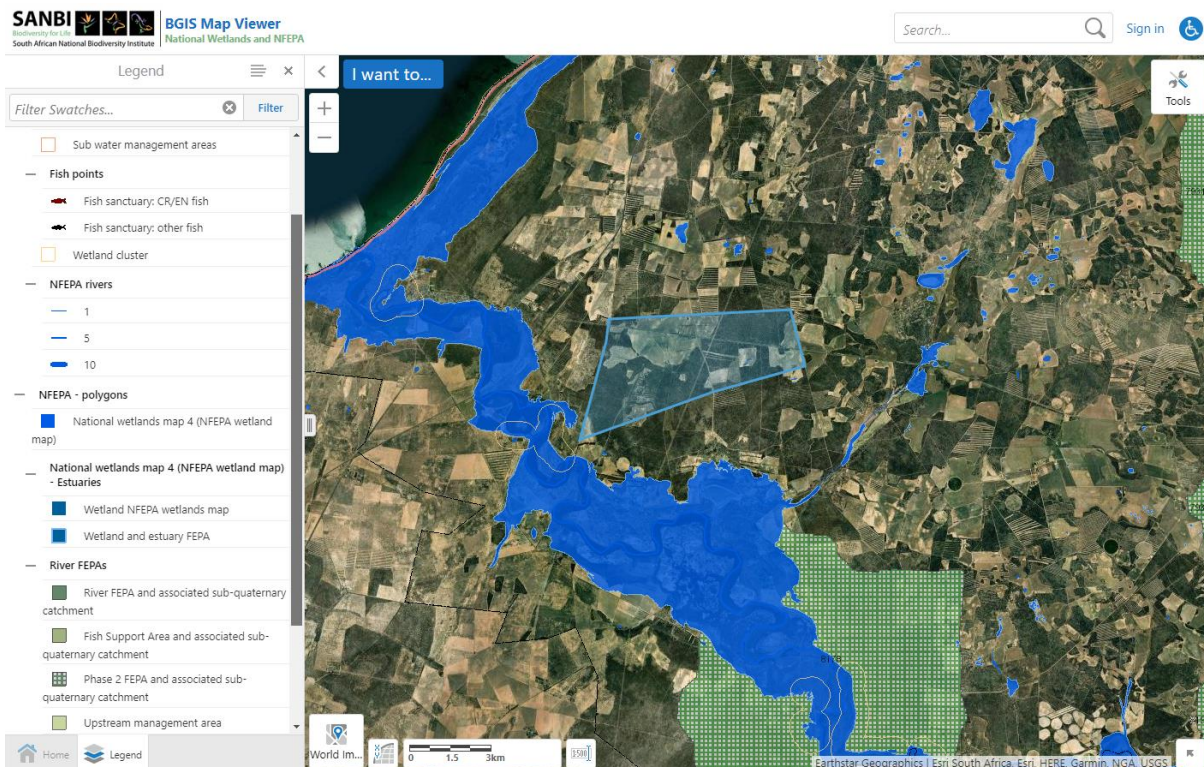 SANBI
Biodiversity for Life
South African National Biodiversity Institute
BGIS Map Viewer
National Wetlands and NFEPA
Search...
Sign in
Legend
I want to...
Tools
Filter Swatches...
Filter
Sub water management areas
Fish points
Fish sanctuary: CR/EN fish
Fish sanctuary: other fish
Wetland cluster
NFEPA rivers
1
5
10
NFEPA - polygons
National wetlands map 4 (NFEPA wetland
map)
National wetlands map 4 (NFEPA wetland map)
- Estuaries
Wetland NFEPA wetlands map
Wetland and estuary FEPA
River FEPAs
River FEPA and associated sub-quaternary
catchment
Fish Support Area and associated sub-
quaternary catchment
Phase 2 FEPA and associated sub-
quaternary catchment
Upstream management area
Home
Legend
World Im...
0 1.5 3km
Earthstar Geographics | Esri South Africa, Esri, HERE, Garmin, NGA, USGS